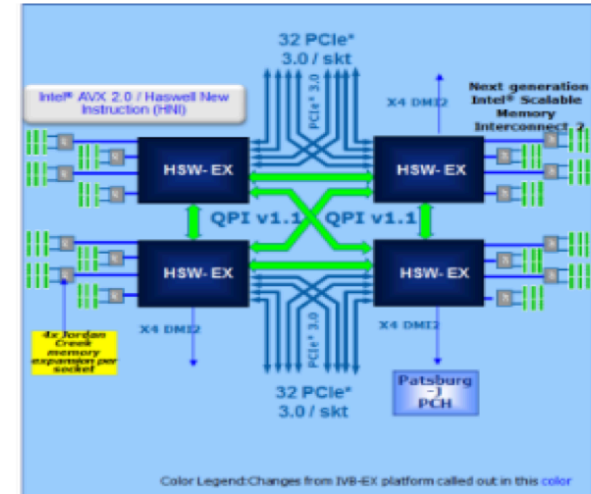 32 PCIe*
3.0 / skt
Intel® AVX 2.0 / Haswell New
Instruction (HNI)
PCIe* 3.0
X4 DMI2
Next generation
Intel® Scalable
Memory
Interconnect 2
HSW-EX
HSW-EX
QPI v1.1
QPI v1.1
HSW-EX
HSW-EX
4x Jordan
Creek
memory
expansion per
socket
X4 DMI2
PCIe* 3.0
X4 DMI2
32 PCIe*
3.0 / skt
Patsburg
-J
PCH
Color Legend:Changes from IVB-EX platform called out in this color